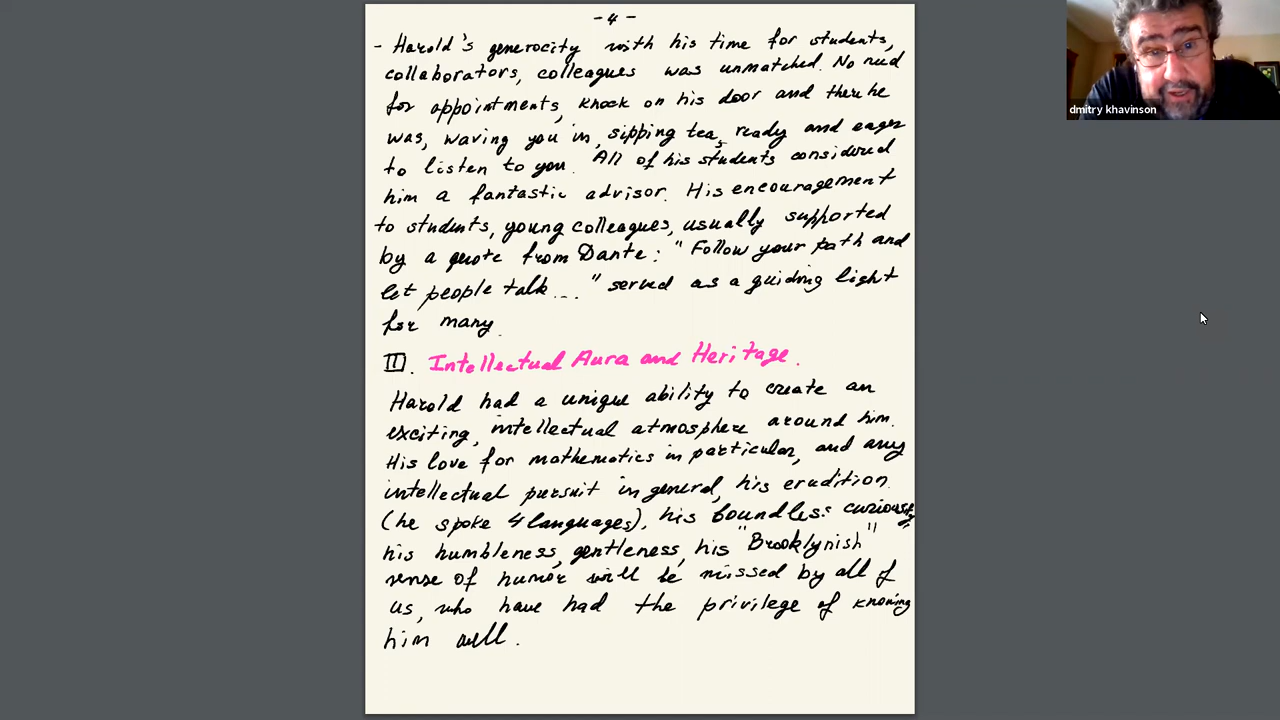 - 4 -
- Harold's generocity with his time for students,
collaborators, colleagues was unmatched. No need
for appointments, knock on his door and there he
was, waving you in, sipping tea, ready and eager
to listen to you. All of his students considered
him a fantastic advisor. His encouragement
to students, young colleagues, usually supported
by a quote from Dante: "Follow your path and
let people talk..." served as a guiding light
for many.
III. Intellectual Aura and Heritage.
Harold had a unique ability to create an
exciting, intellectual atmosphere around him.
His love for mathematics in particular, and any
intellectual pursuit in general, his erudition
(he spoke 4 languages), his boundless curiousity,
his humbleness, gentleness, his "Brooklynish"
sense of humor will be missed by all of
us, who have had the privilege of knowing
him well.
dmitry khavinson